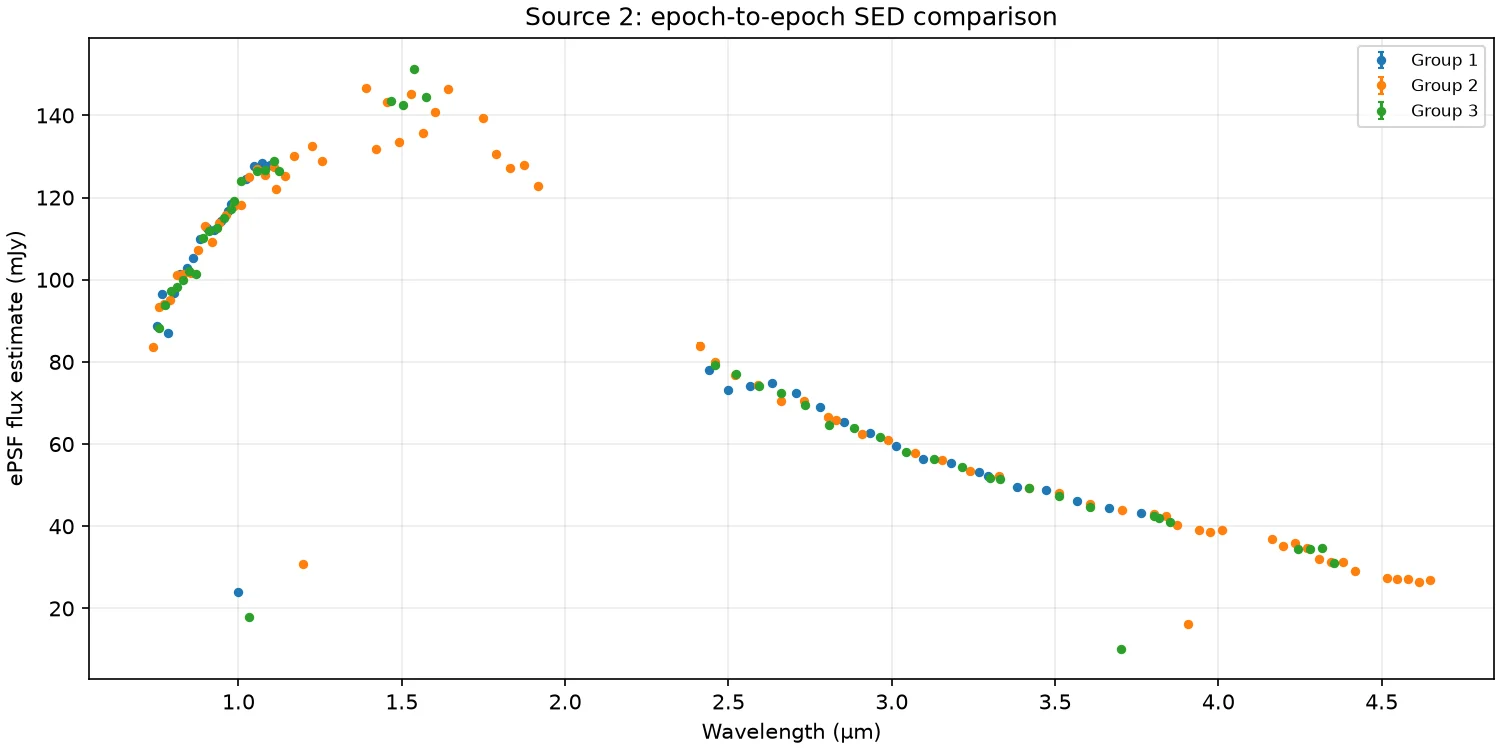 Source 2: epoch-to-epoch SED comparison
Group 1
Group 2
Group 3
ePSF flux estimate (mJy)
140
120
100
80
60
40
20
1.0 1.5 2.0 2.5 3.0 3.5 4.0 4.5
Wavelength (µm)